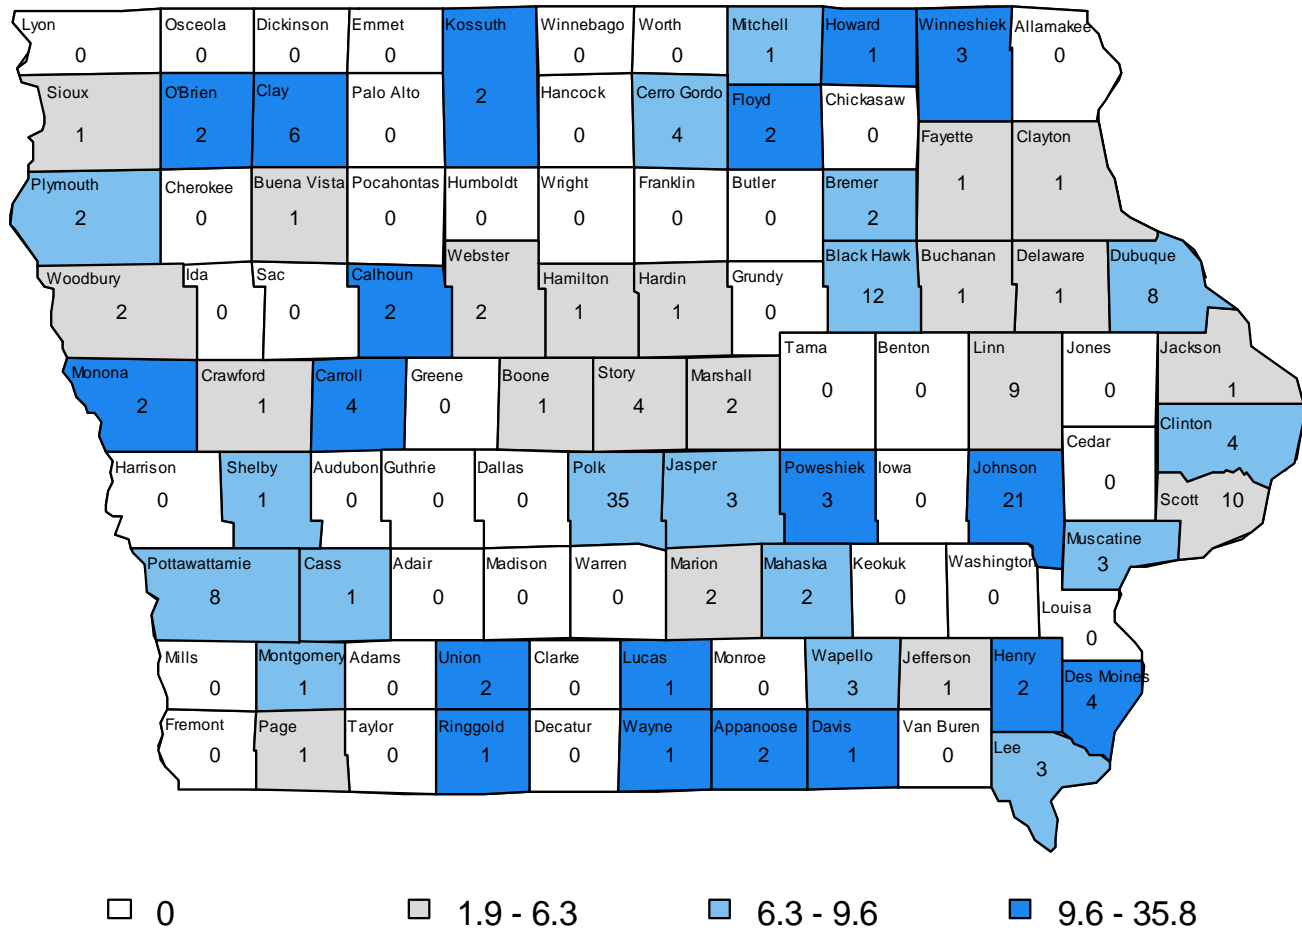 Lyon Osceola Dickinson Emmet Kossuth Winnebago Worth Mitchell Howard Winneshiek Allamakee
0 0 0 0 0 0 1 1 3 0
Sioux O'Brien Clay Palo Alto 2 Hancock Cerro Gordo Floyd Chickasaw
1 2 6 0 0 4 2 0
Fayette Clayton
1 1
Plymouth Cherokee Buena Vista Pocahontas Humboldt Wright Franklin Butler Bremer
2 0 1 0 0 0 0 0 2
Woodbury Ida Sac Calhoun Webster Hamilton Hardin Grundy Black Hawk Buchanan Delaware Dubuque
2 0 0 2 2 1 1 0 12 1 1 8
Monona Crawford Carroll Greene Boone Story Marshall Tama Benton Linn Jones Jackson
2 1 4 0 1 4 2 0 0 9 0 1
Clinton
4
Harrison Shelby Audubon Guthrie Dallas Polk Jasper Poweshiek Iowa Johnson Cedar Scott
0 1 0 0 0 35 3 3 0 21 0 10
Muscatine
3
Pottawattamie Cass Adair Madison Warren Marion Mahaska Keokuk Washington
8 1 0 0 0 2 2 0 0
Louisa
0
Mills Montgomery Adams Union Clarke Lucas Monroe Wapello Jefferson Henry Des Moines
0 1 0 2 0 1 0 3 1 2 4
Fremont Page Taylor Ringgold Decatur Wayne Appanoose Davis Van Buren Lee
0 1 0 1 0 1 2 1 0 3
0 1.9 - 6.3 6.3 - 9.6 9.6 - 35.8